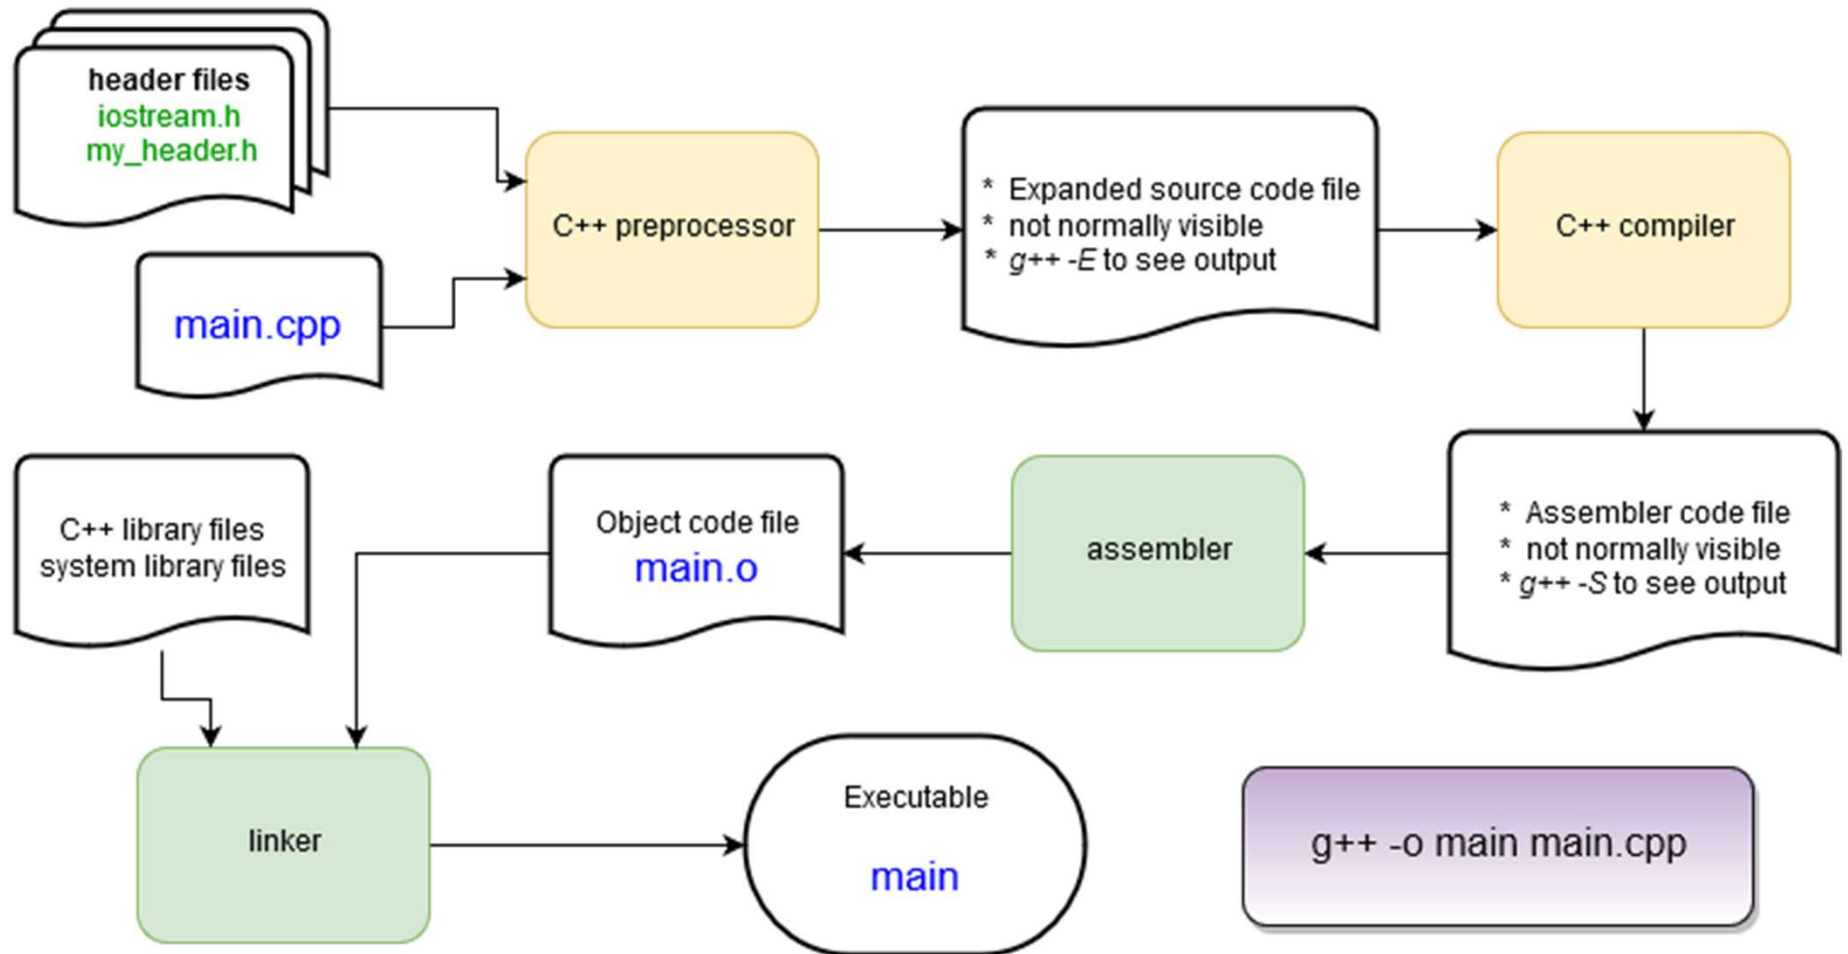 header files
iostream.h
my_header.h
main.cpp
C++ preprocessor
* Expanded source code file
* not normally visible
* g++ -E to see output
C++ compiler
* Assembler code file
* not normally visible
* g++ -S to see output
assembler
Object code file
main.o
C++ library files
system library files
linker
Executable
main
g++ -o main main.cpp